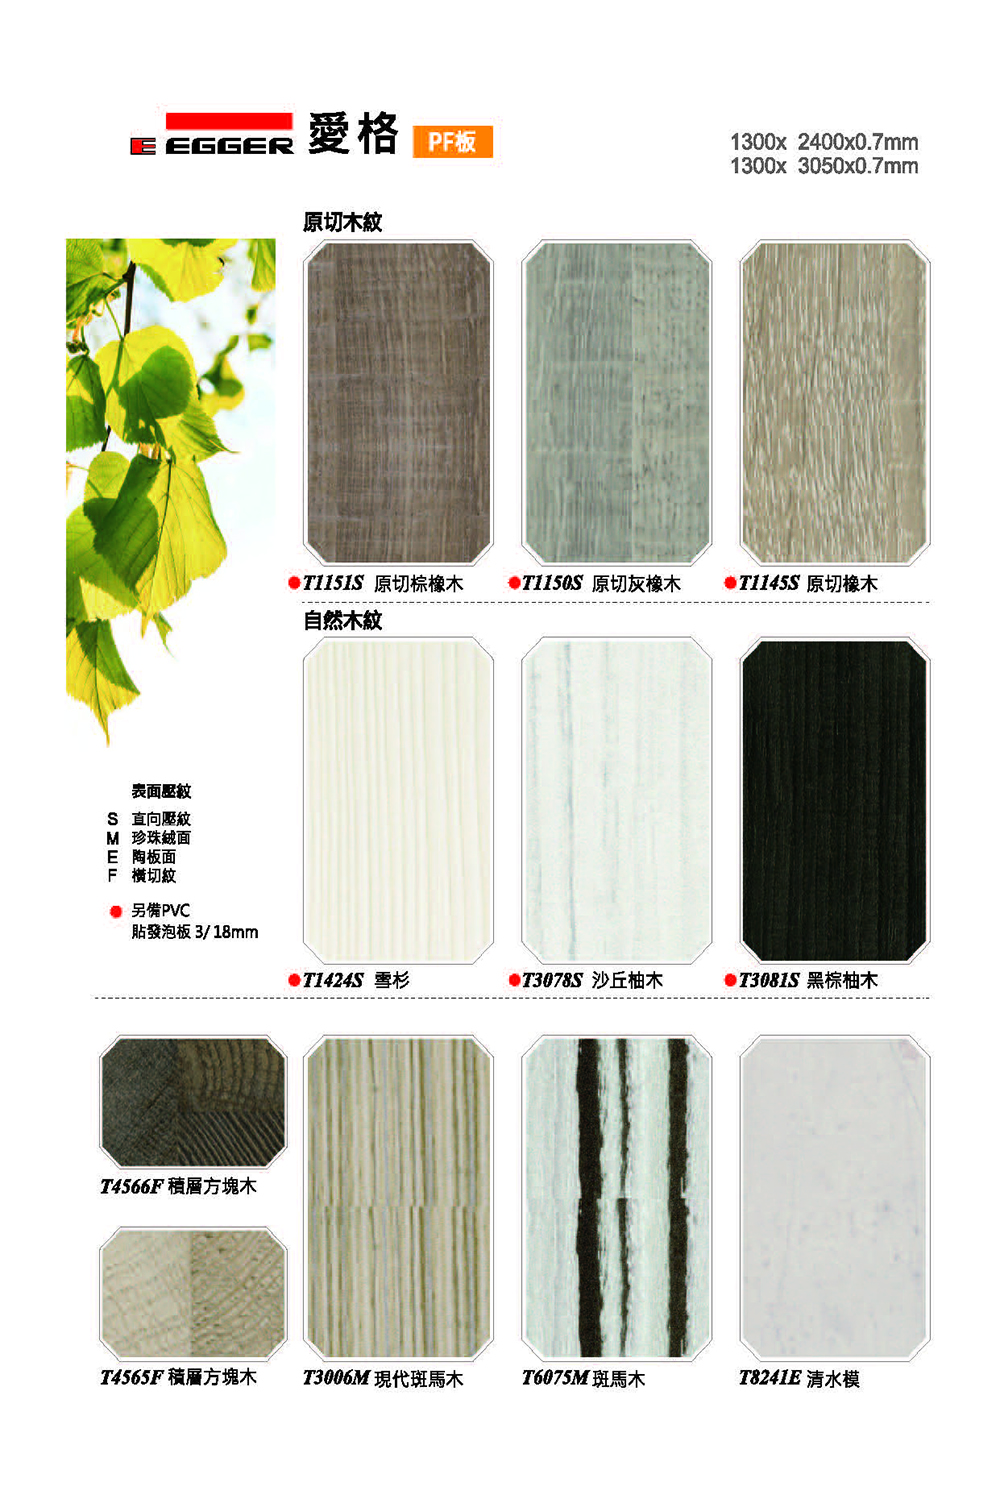 E EGGER 愛格 PF板
1300x 2400x0.7mm
1300x 3050x0.7mm
原切木紋
T1151S 原切棕橡木
T1150S 原切灰橡木
T1145S 原切橡木
自然木紋
表面壓紋
S 直向壓紋
M 珍珠絨面
E 陶板面
F 橫切紋
另備PVC
貼發泡板 3/18mm
T1424S 雪杉
T3078S 沙丘柚木
T3081S 黑棕柚木
T4566F 積層方塊木
T4565F 積層方塊木
T3006M 現代斑馬木
T6075M 斑馬木
T8241E 清水模